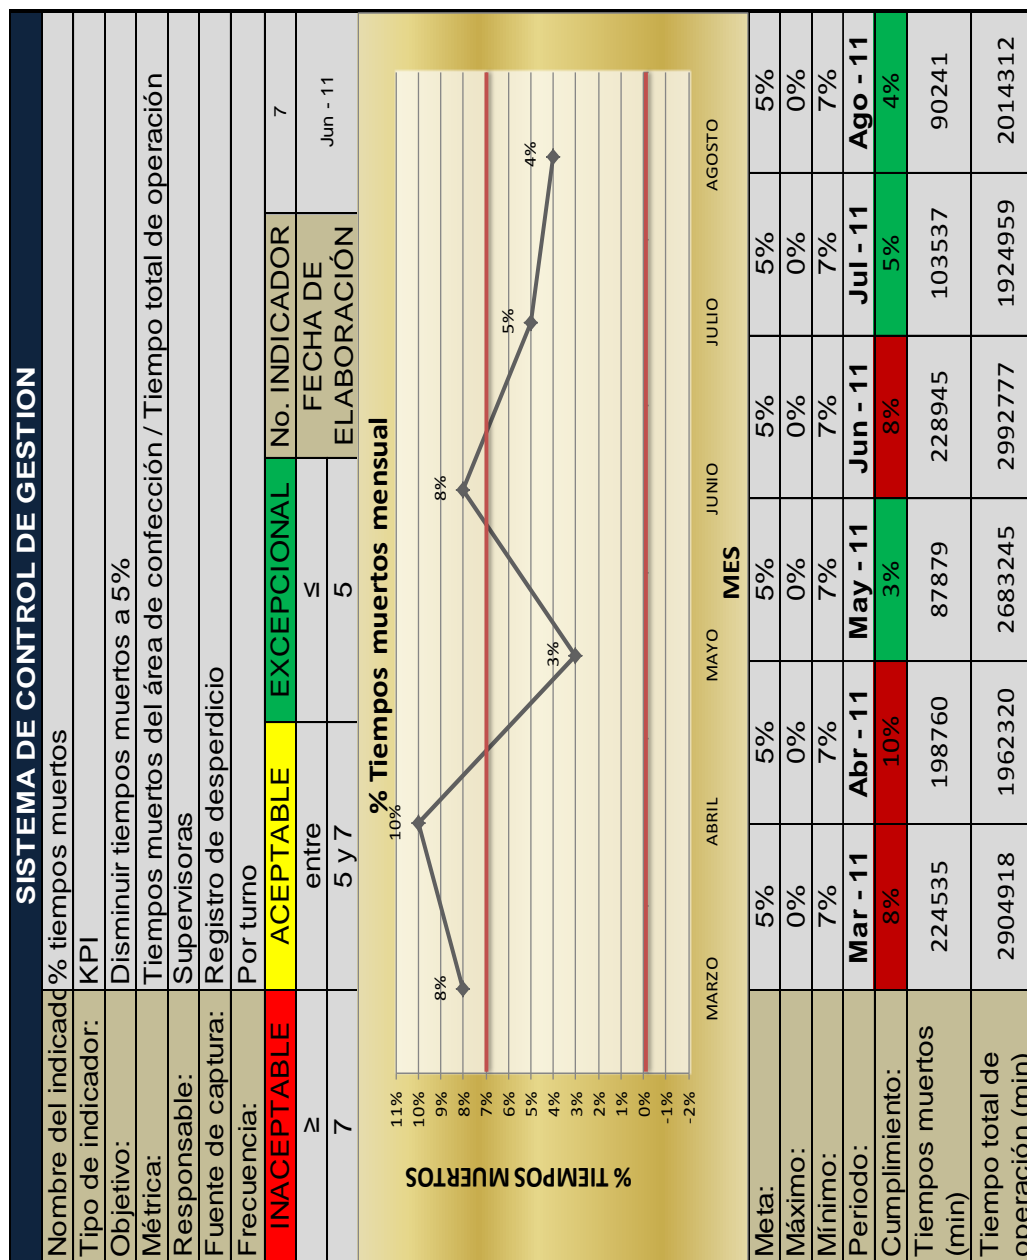 SISTEMA DE CONTROL DE GESTION
Nombre del indicado % tiempos muertos
Tipo de indicador: KPI
Objetivo: Disminuir tiempos muertos a 5%
Métrica: Tiempos muertos del área de confección / Tiempo total de operación
Responsable: Supervisoras
Fuente de captura: Registro de desperdicio
Frecuencia: Por turno
INACEPTABLE ACEPTABLE EXCEPCIONAL No. INDICADOR 7
≥ entre ≤ FECHA DE
ELABORACIÓN Jun - 11
7 5 y 7 5
% Tiempos muertos mensual
% TIEMPOS MUERTOS
11%
10%
9%
8%
7%
6%
5%
4%
3%
2%
1%
0%
-1%
-2%
8% 10% 3% 8% 5% 4%
MARZO ABRIL MAYO JUNIO JULIO AGOSTO
MES
Meta: 5% 5% 5% 5% 5% 5%
Máximo: 0% 0% 0% 0% 0% 0%
Mínimo: 7% 7% 7% 7% 7% 7%
Periodo: Mar - 11 Abr - 11 May - 11 Jun - 11 Jul - 11 Ago - 11
Cumplimiento: 8% 10% 3% 8% 5% 4%
Tiempos muertos
(min) 224535 198760 87879 228945 103537 90241
Tiempo total de
operación (min) 2904918 1962320 2683245 2992777 1924959 2014312